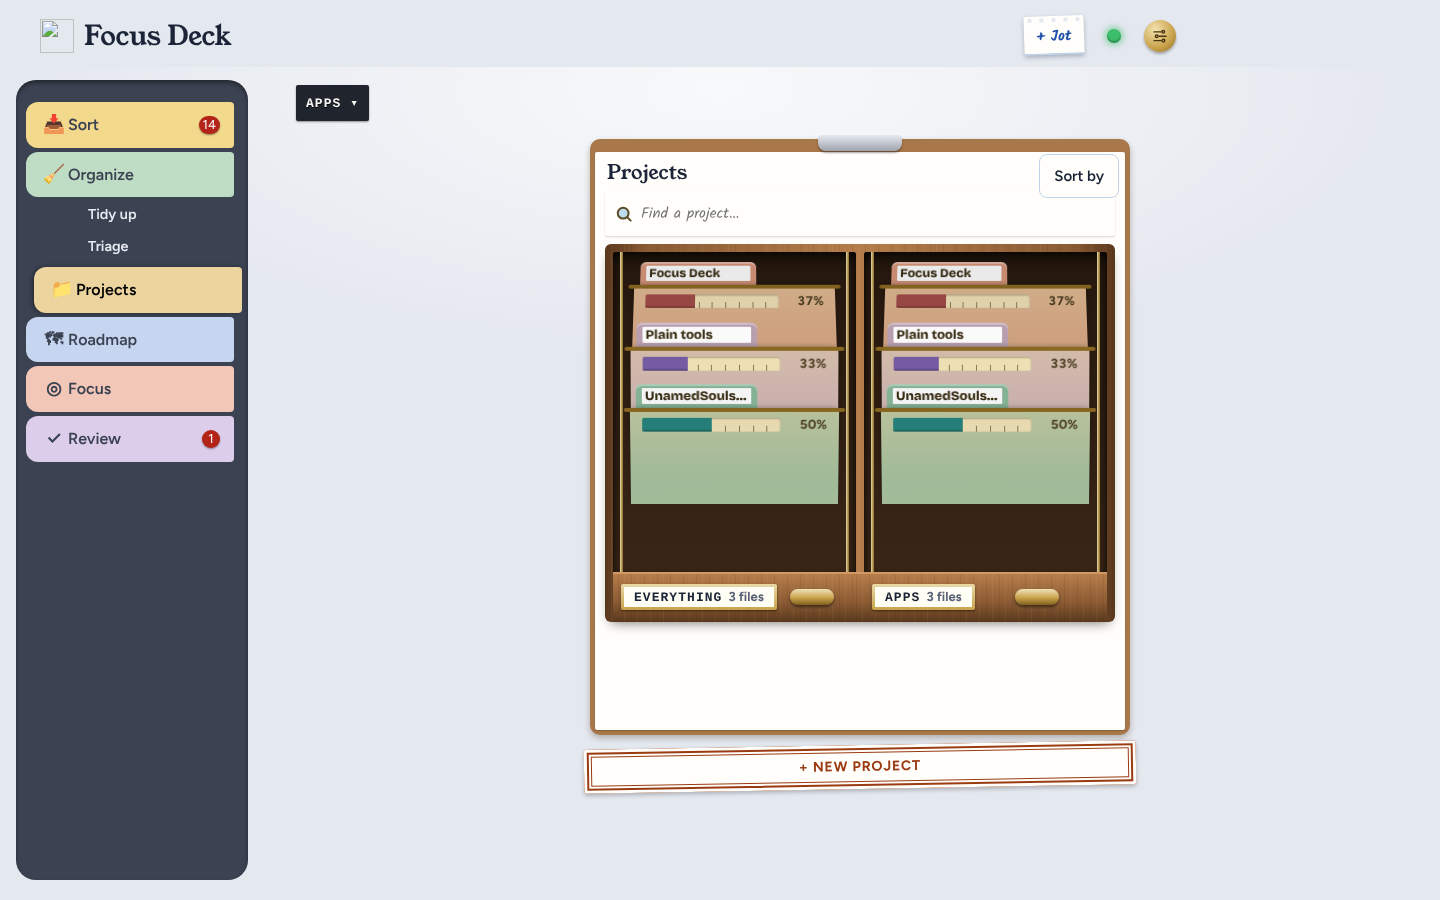 Focus Deck
+ Jot
Sort 14
Organize
Tidy up
Triage
Projects
Roadmap
Focus
Review 1
APPS ▾
Projects
Sort by
Find a project...
Focus Deck
37%
Plain tools
33%
UnamedSouls...
50%
EVERYTHING 3 files
Focus Deck
37%
Plain tools
33%
UnamedSouls...
50%
APPS 3 files
+ NEW PROJECT